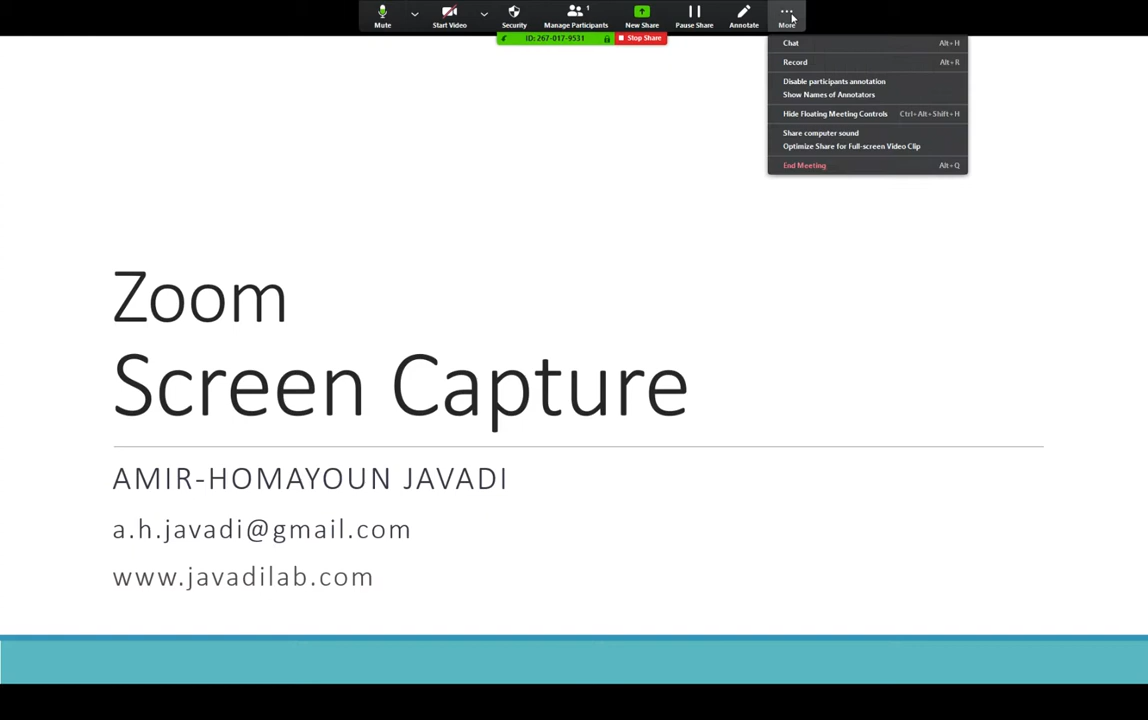 Mute
Start Video
Security
Manage Participants
1
New Share
Pause Share
Annotate
More
ID: 267-017-9531
Stop Share
Chat Alt+H
Record Alt+R
Disable participants annotation
Show Names of Annotators
Hide Floating Meeting Controls Ctrl+Alt+Shift+H
Share computer sound
Optimize Share for Full-screen Video Clip
End Meeting Alt+Q
Zoom
Screen Capture
AMIR-HOMAYOUN JAVADI
a.h.javadi@gmail.com
www.javadilab.com